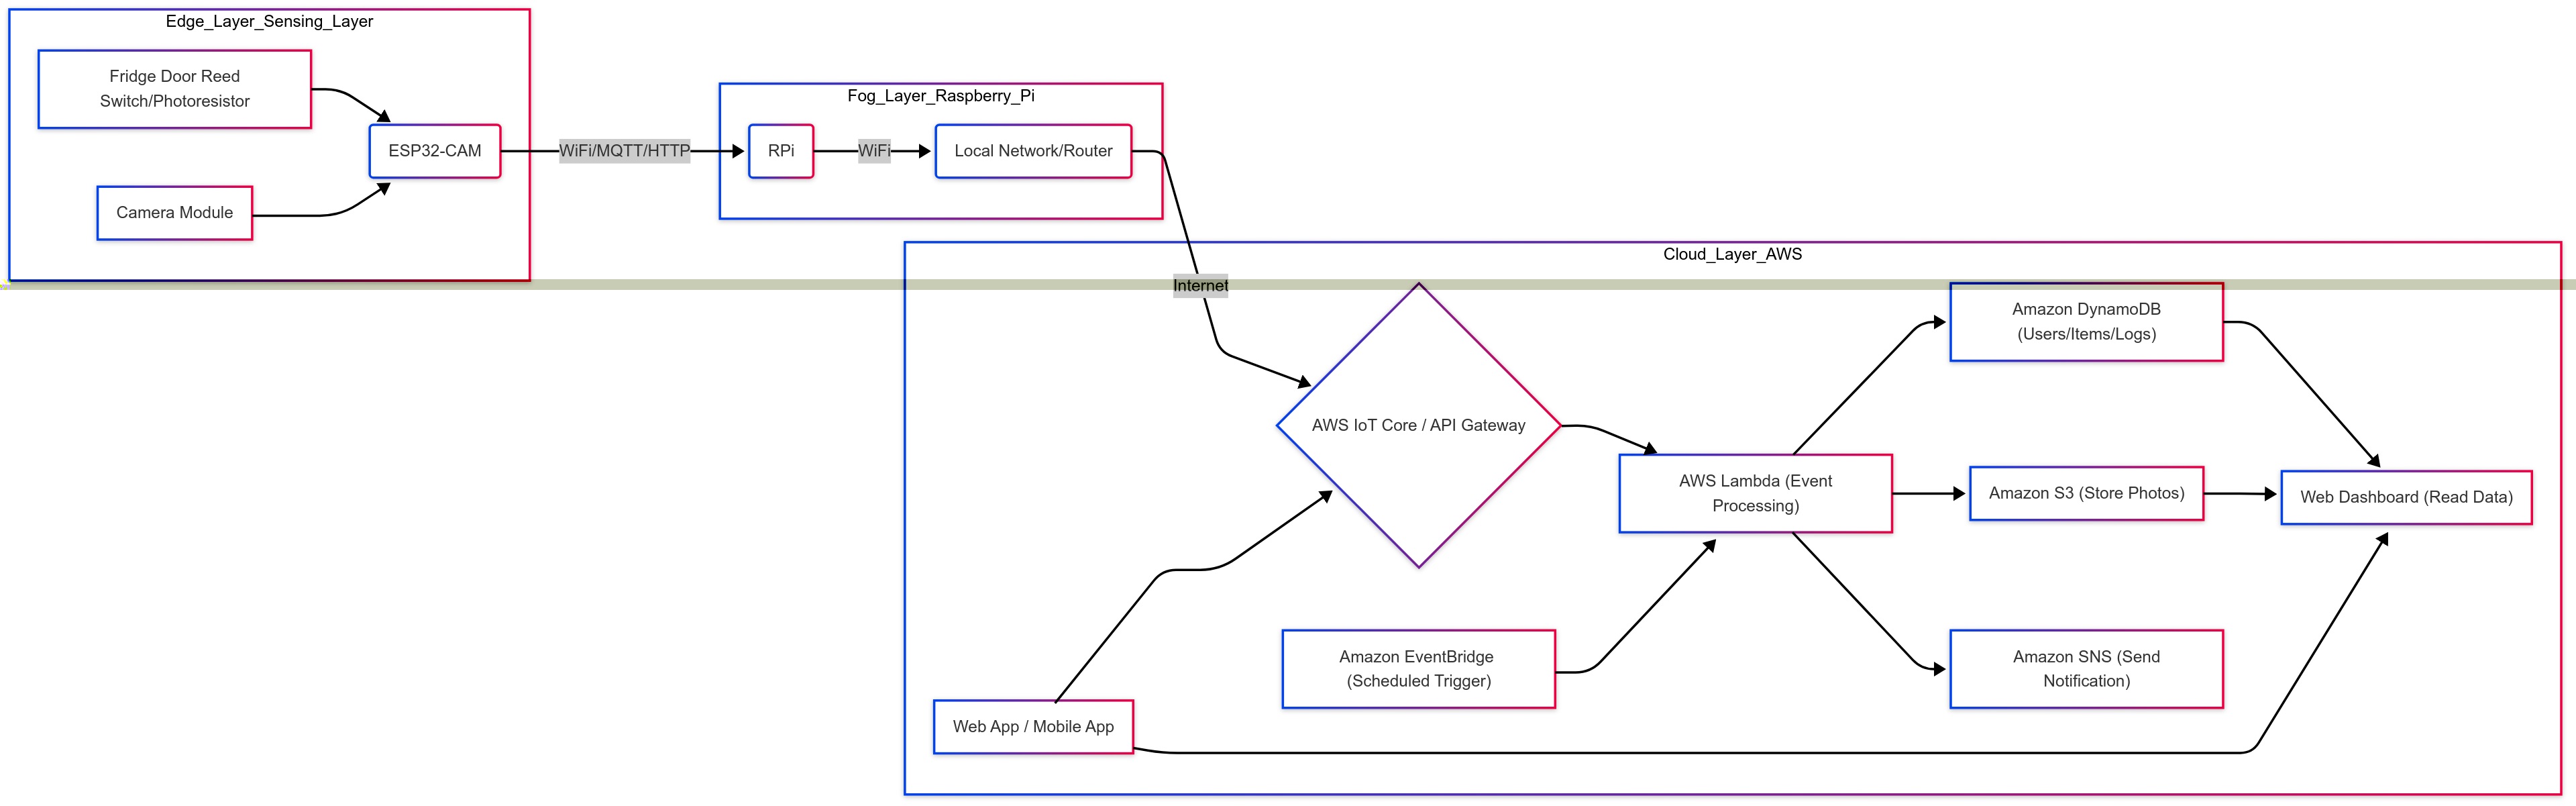 Edge_Layer_Sensing_Layer
Fridge Door Reed
Switch/Photoresistor
ESP32-CAM
Camera Module
WiFi/MQTT/HTTP
Fog_Layer_Raspberry_Pi
RPi
WiFi
Local Network/Router
Internet
Cloud_Layer_AWS
AWS IoT Core / API Gateway
Amazon DynamoDB
(Users/Items/Logs)
AWS Lambda (Event
Processing)
Amazon S3 (Store Photos)
Web Dashboard (Read Data)
Amazon EventBridge
(Scheduled Trigger)
Amazon SNS (Send
Notification)
Web App / Mobile App